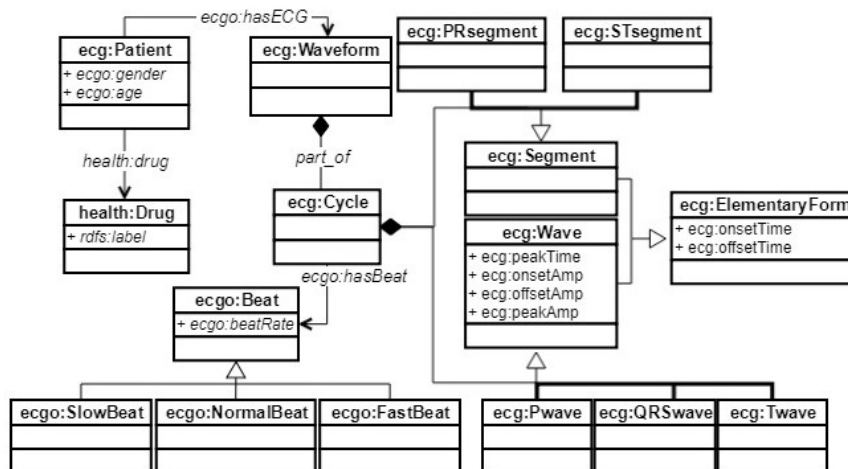 ecgo:hasECG
ecg:Patient
+ ecgo:gender
+ ecgo:age
ecg:Waveform
ecg:PRsegment
ecg:STsegment
health:drug
part_of
ecg:Segment
health:Drug
+ rdfs:label
ecg:Cycle
ecg:ElementaryForm
+ ecg:onsetTime
+ ecg:offsetTime
ecg:Wave
+ ecg:peakTime
+ ecg:onsetAmp
+ ecg:offsetAmp
+ ecg:peakAmp
ecgo:hasBeat
ecgo:Beat
+ ecgo:beatRate
ecgo:SlowBeat
ecgo:NormalBeat
ecgo:FastBeat
ecg:Pwave
ecg:QRSwave
ecg:Twave